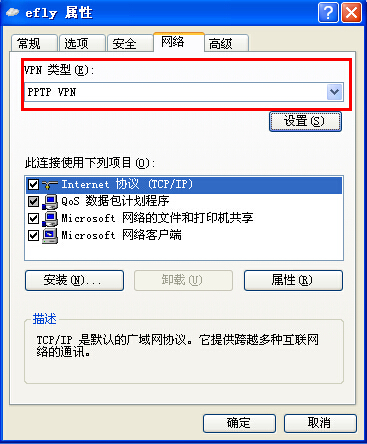 efly 属性
常规 选项 安全 网络 高级
VPN 类型(E):
PPTP VPN
设置(S)
此连接使用下列项目(O):
Internet 协议 (TCP/IP)
QoS 数据包计划程序
Microsoft 网络的文件和打印机共享
Microsoft 网络客户端
安装(N)... 卸载(U) 属性(R)
描述
TCP/IP 是默认的广域网协议。它提供跨越多种互联网
络的通讯。
确定 取消